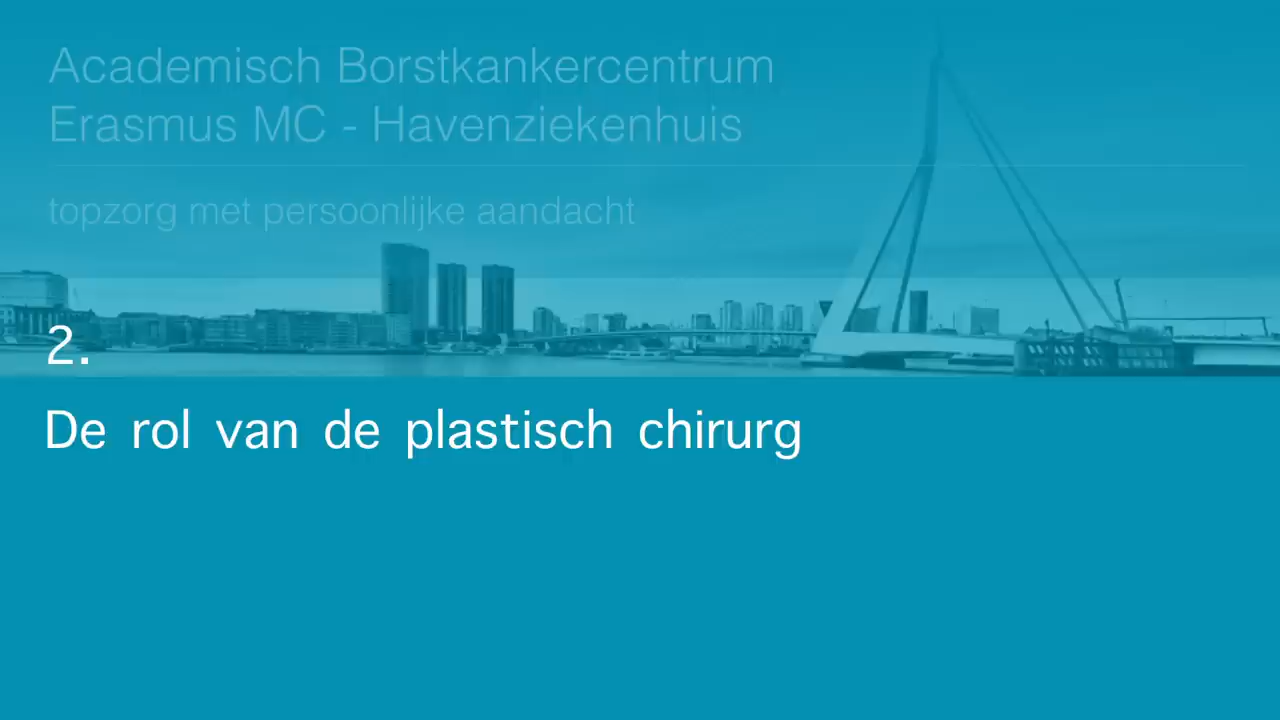 Academisch Borstkankercentrum
Erasmus MC - Havenziekenhuis
topzorg met persoonlijke aandacht
2.
De rol van de plastisch chirurg